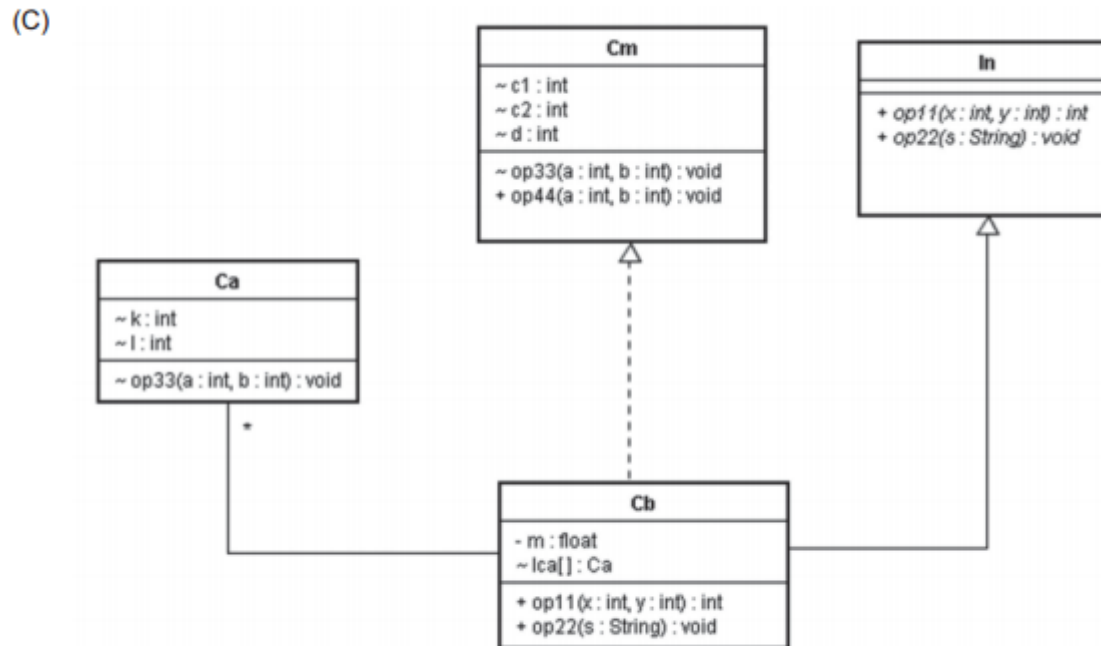 (C)
Cm
~ c1 : int
~ c2 : int
~ d : int
~ op33(a : int, b : int) : void
+ op44(a : int, b : int) : void
In
+ op11(x : int, y : int) : int
+ op22(s : String) : void
Ca
~ k : int
~ l : int
~ op33(a : int, b : int) : void
*
Cb
- m : float
~ lca[] : Ca
+ op11(x : int, y : int) : int
+ op22(s : String) : void